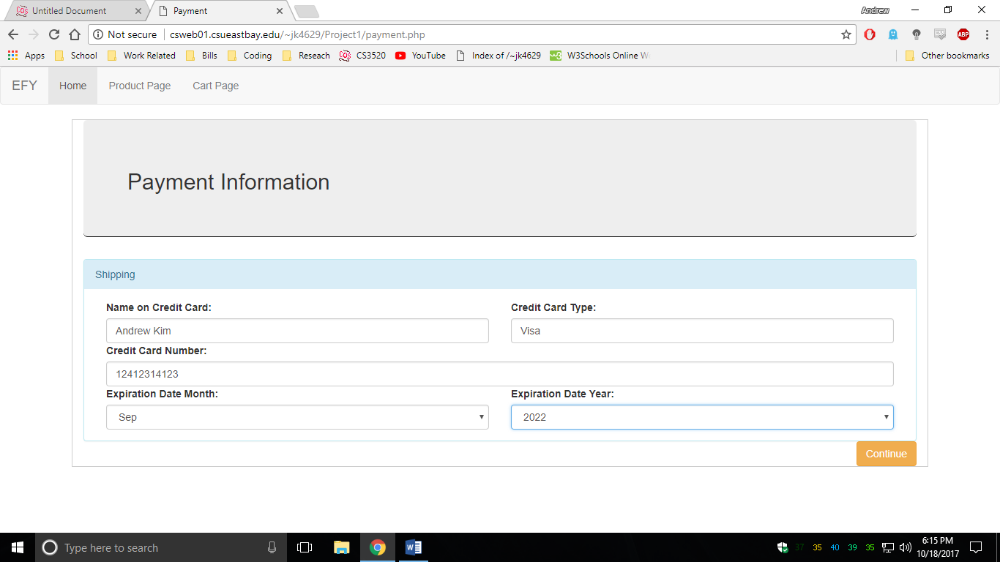 Untitled Document
Payment
Andrew
Not secure csweb01.csueastbay.edu/~jk4629/Project1/payment.php
CSS
ABP
Apps School Work Related Bills Coding Reseach CS3520 YouTube Index of /~jk4629 W3Schools Online Other bookmarks
EFY Home Product Page Cart Page
Payment Information
Shipping
Name on Credit Card: Credit Card Type:
Andrew Kim Visa
Credit Card Number:
12412314123
Expiration Date Month: Expiration Date Year:
Sep 2022
Continue
Type here to search
37 35 40 39 35
6:15 PM
10/18/2017